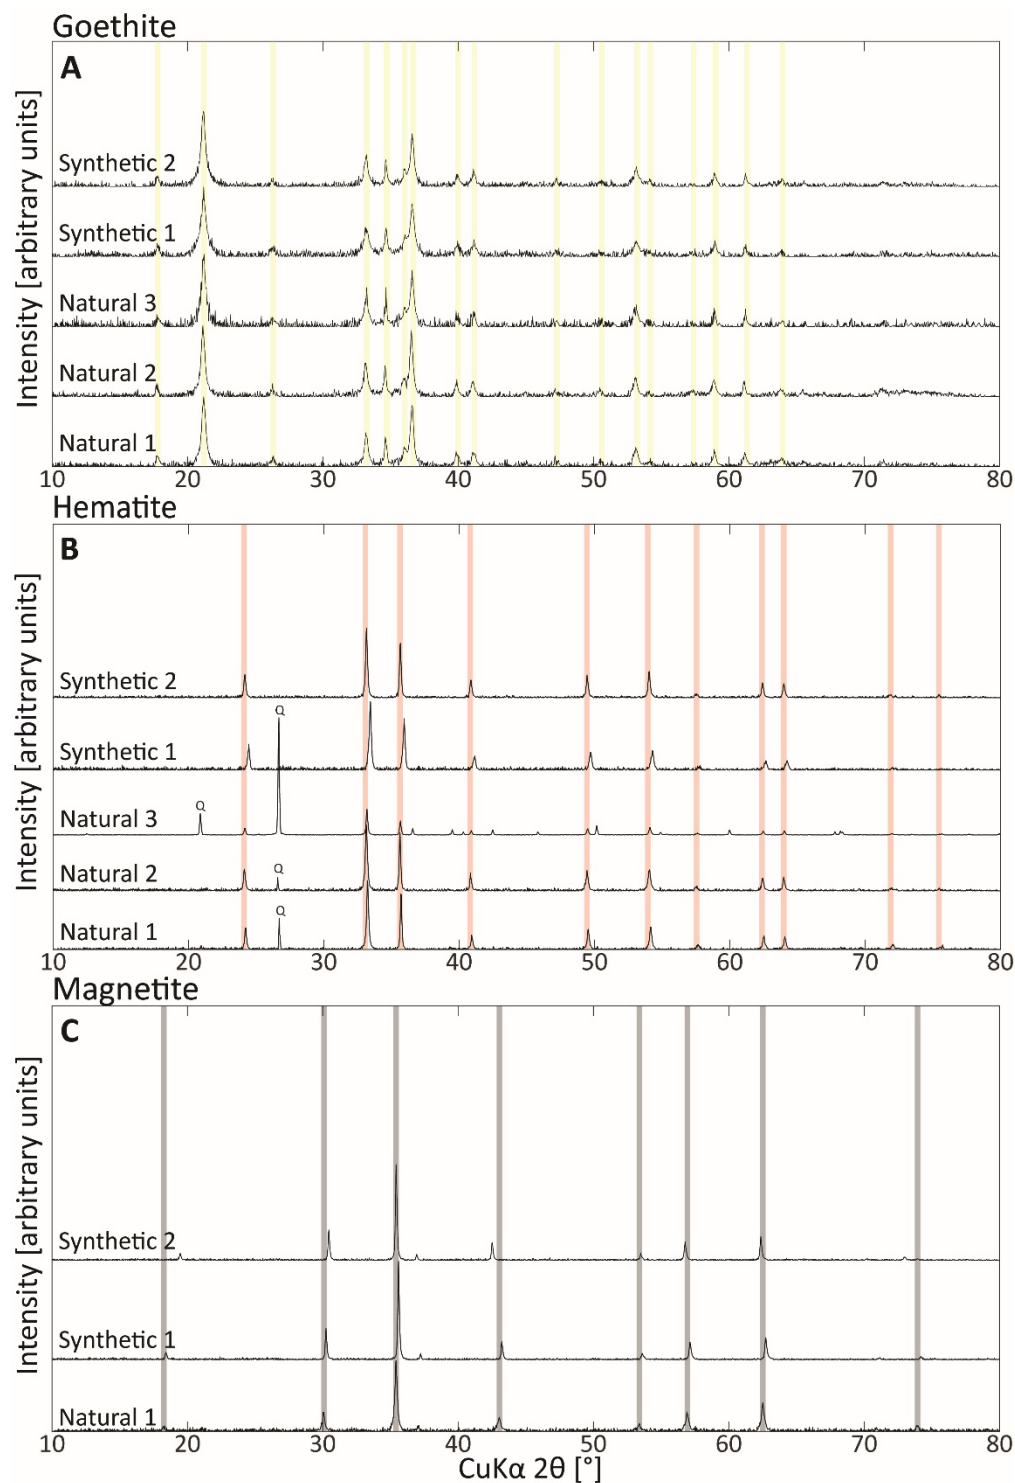 Goethite
A
Intensity [arbitrary units]
Synthetic 2
Synthetic 1
Natural 3
Natural 2
Natural 1
10 20 30 40 50 60 70 80
Hematite
B
Intensity [arbitrary units]
Synthetic 2
Q
Synthetic 1
Q
Natural 3
Q
Natural 2
Q
Natural 1
10 20 30 40 50 60 70 80
Magnetite
C
Intensity [arbitrary units]
Synthetic 2
Synthetic 1
Natural 1
10 20 30 40 50 60 70 80
CuKα 2θ [°]